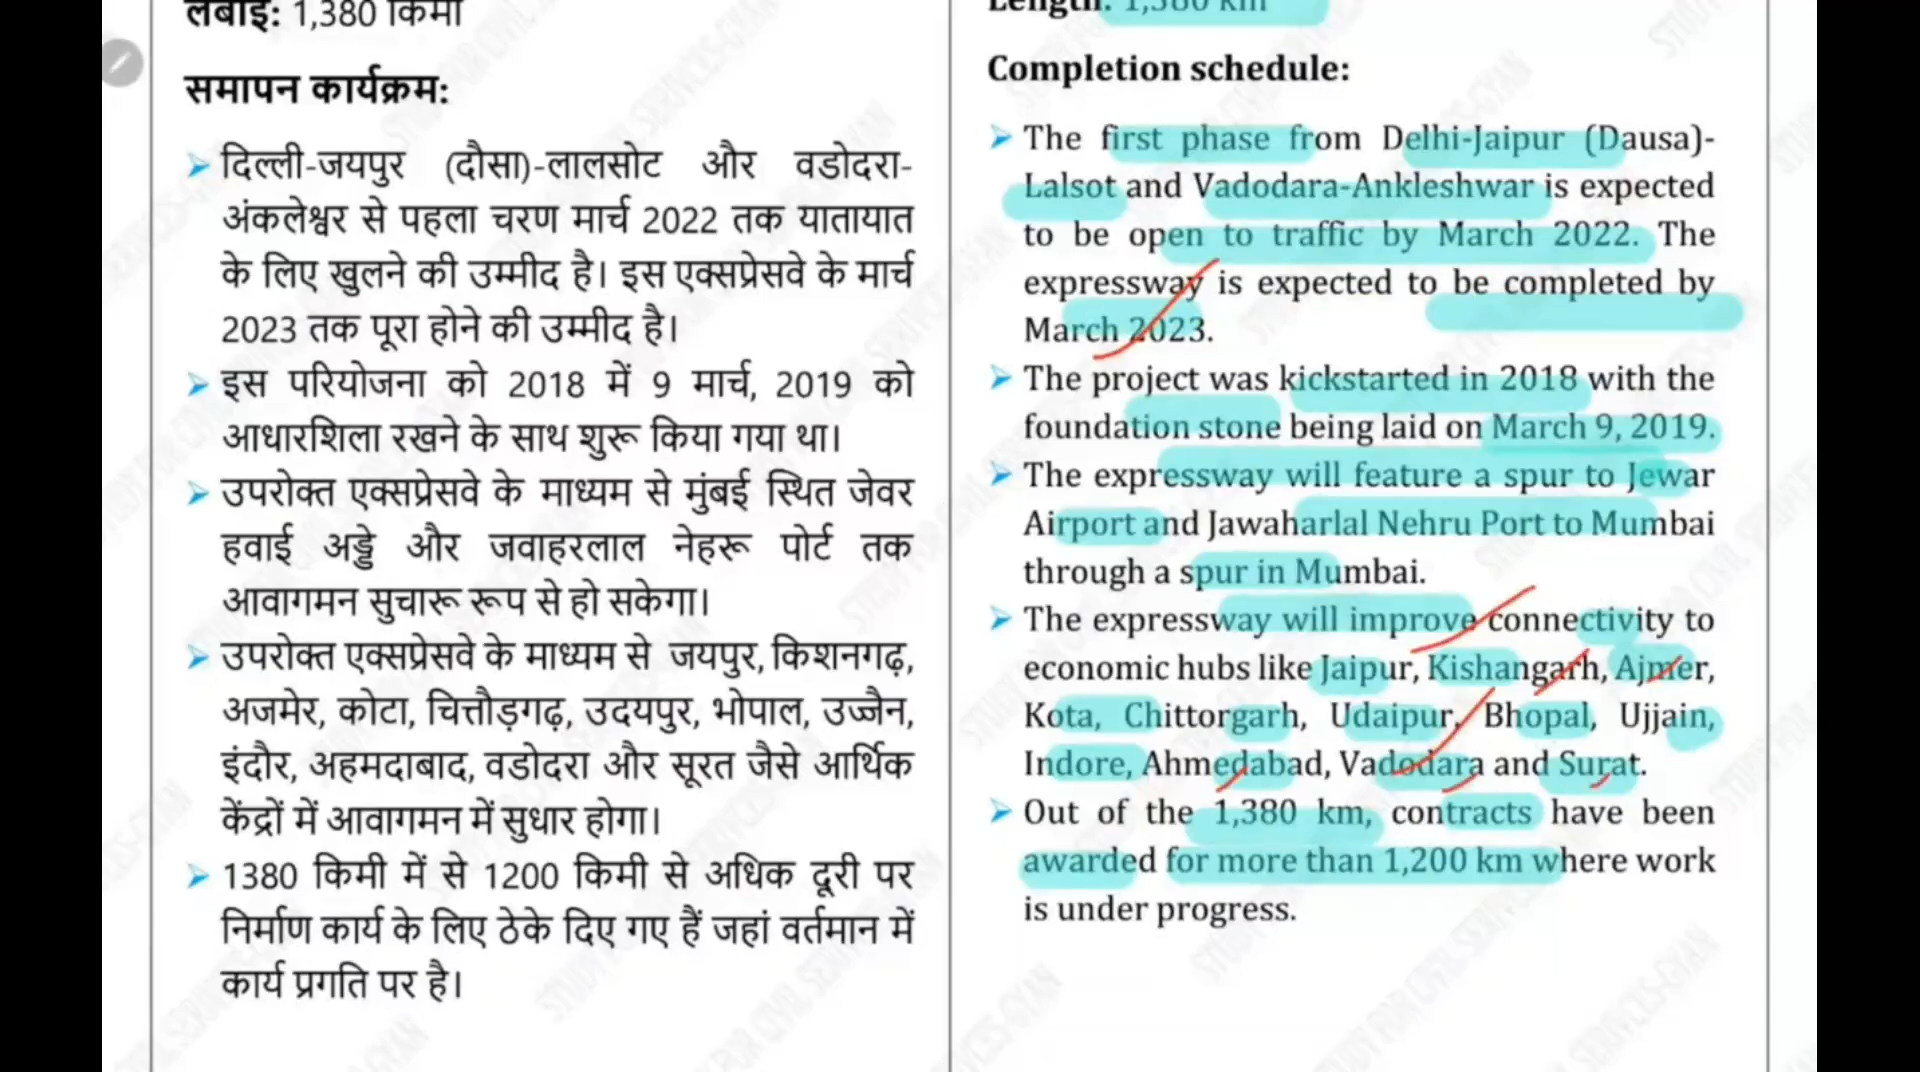 लंबाई: 1,380 किमी
समापन कार्यक्रम:
दिल्ली-जयपुर (दौसा)-लालसोट और वडोदरा-
अंकलेश्वर से पहला चरण मार्च 2022 तक यातायात
के लिए खुलने की उम्मीद है। इस एक्सप्रेसवे के मार्च
2023 तक पूरा होने की उम्मीद है।
इस परियोजना को 2018 में 9 मार्च, 2019 को
आधारशिला रखने के साथ शुरू किया गया था।
उपरोक्त एक्सप्रेसवे के माध्यम से मुंबई स्थित जेवर
हवाई अड्डे और जवाहरलाल नेहरू पोर्ट तक
आवागमन सुचारू रूप से हो सकेगा।
उपरोक्त एक्सप्रेसवे के माध्यम से जयपुर, किशनगढ़,
अजमेर, कोटा, चित्तौड़गढ़, उदयपुर, भोपाल, उज्जैन,
इंदौर, अहमदाबाद, वडोदरा और सूरत जैसे आर्थिक
केंद्रों में आवागमन में सुधार होगा।
1380 किमी में से 1200 किमी से अधिक दूरी पर
निर्माण कार्य के लिए ठेके दिए गए हैं जहां वर्तमान में
कार्य प्रगति पर है।
Length: 1,380 km
Completion schedule:
The first phase from Delhi-Jaipur (Dausa)-
Lalsot and Vadodara-Ankleshwar is expected
to be open to traffic by March 2022. The
expressway is expected to be completed by
March 2023.
The project was kickstarted in 2018 with the
foundation stone being laid on March 9, 2019.
The expressway will feature a spur to Jewar
Airport and Jawaharlal Nehru Port to Mumbai
through a spur in Mumbai.
The expressway will improve connectivity to
economic hubs like Jaipur, Kishangarh, Ajmer,
Kota, Chittorgarh, Udaipur, Bhopal, Ujjain,
Indore, Ahmedabad, Vadodara and Surat.
Out of the 1,380 km, contracts have been
awarded for more than 1,200 km where work
is under progress.